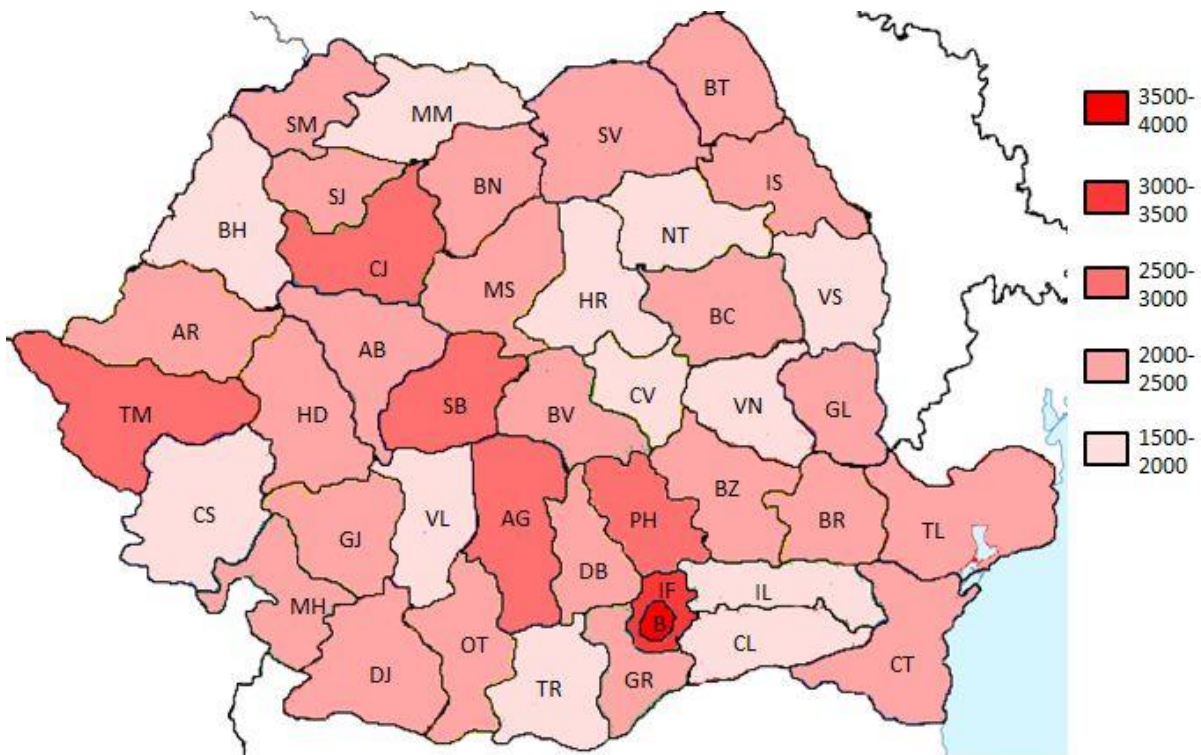 BT
MM
SM
SV
IS
BN
SJ
BH
NT
CJ
MS
HR
VS
BC
AR
AB
CV
SB
VN
GL
TM
HD
BV
BZ
CS
VL
AG
PH
BR
TL
GJ
DB
IF
IL
MH
B
OT
CL
CT
DJ
TR
GR
3500-
4000
3000-
3500
2500-
3000
2000-
2500
1500-
2000